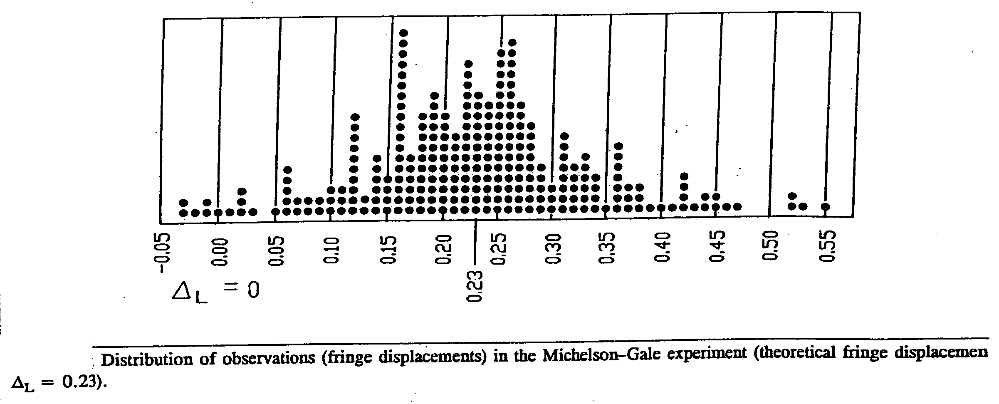 -0.05 0.00 0.05 0.10 0.15 0.20 0.25 0.30 0.35 0.40 0.45 0.50 0.55
0.23
Δ_L = 0
Distribution of observations (fringe displacements) in the Michelson–Gale experiment (theoretical fringe displacemen
Δ_L = 0.23).